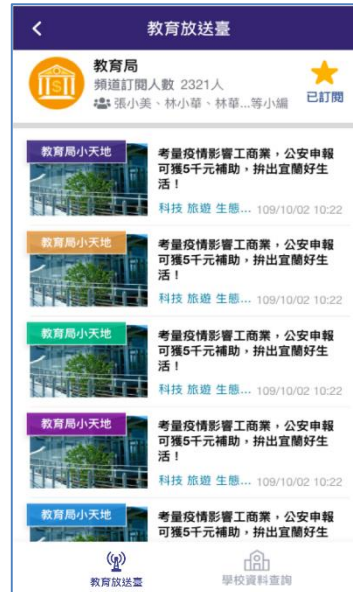 教育放送臺
教育局
頻道訂閱人數 2321人
張小美、林小華、林華...等小編
已訂閱
教育局小天地
考量疫情影響工商業，公安申報
可獲5千元補助，拚出宜蘭好生
活！
科技 旅遊 生態... 109/10/02 10:22
教育局小天地
考量疫情影響工商業，公安申報
可獲5千元補助，拚出宜蘭好生
活！
科技 旅遊 生態... 109/10/02 10:22
教育局小天地
考量疫情影響工商業，公安申報
可獲5千元補助，拚出宜蘭好生
活！
科技 旅遊 生態... 109/10/02 10:22
教育局小天地
考量疫情影響工商業，公安申報
可獲5千元補助，拚出宜蘭好生
活！
科技 旅遊 生態... 109/10/02 10:22
教育局小天地
考量疫情影響工商業，公安申報
可獲5千元補助，拚出宜蘭好生
教育放送臺
學校資料查詢